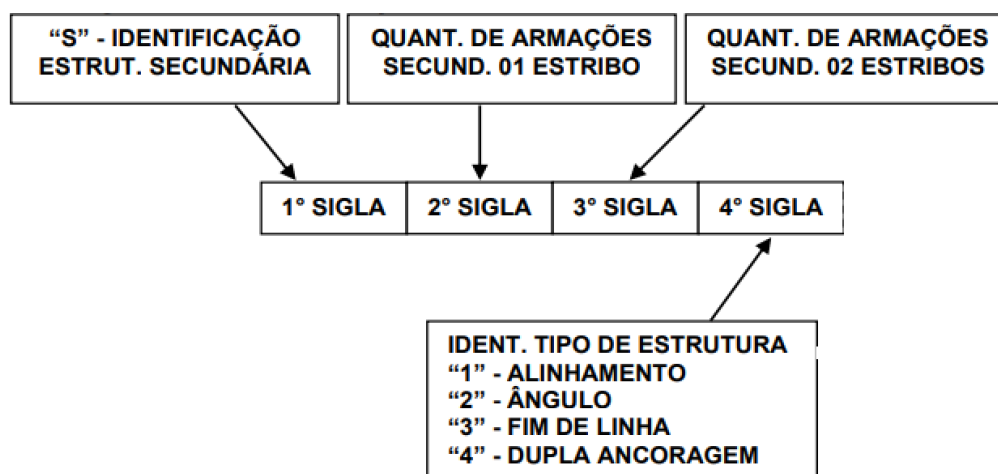 “S” - IDENTIFICAÇÃO
ESTRUT. SECUNDÁRIA
QUANT. DE ARMAÇÕES
SECUND. 01 ESTRIBO
QUANT. DE ARMAÇÕES
SECUND. 02 ESTRIBOS
1° SIGLA
2° SIGLA
3° SIGLA
4° SIGLA
IDENT. TIPO DE ESTRUTURA
“1” - ALINHAMENTO
“2” - ÂNGULO
“3” - FIM DE LINHA
“4” - DUPLA ANCORAGEM